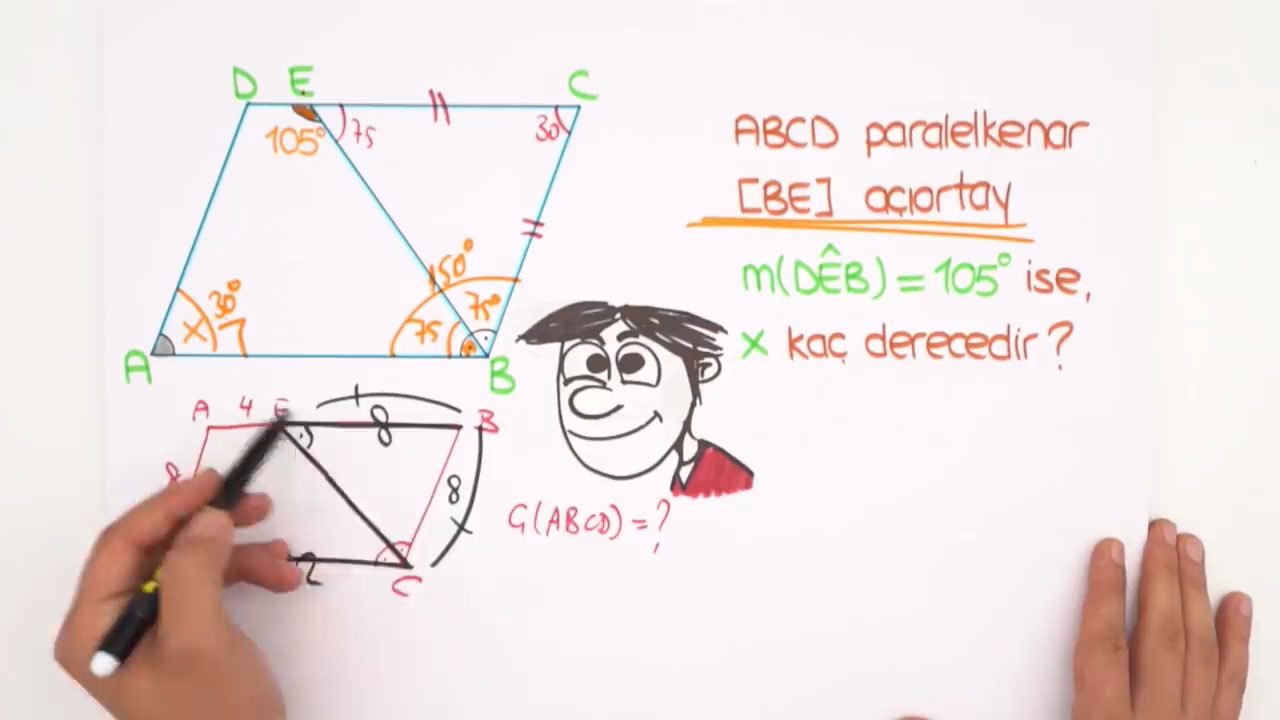 D E C
105° 75 30
150°
30° 75°
x 75
A B
ABCD paralelkenar
[BE] açıortay
m(DÊB) = 105° ise,
x kaç derecedir?
A 4 E 8 B
8 8
G(ABCD) = ?
C